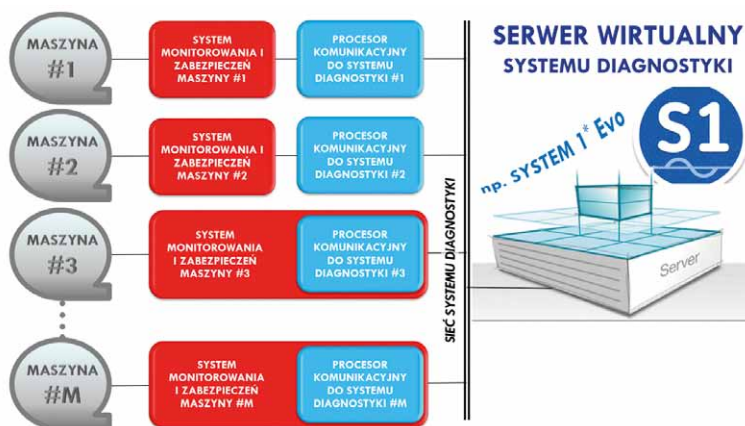 MASZYNA
#1
SYSTEM
MONITOROWANIA I
ZABEZPIECZEŃ
MASZYNY #1
PROCESOR
KOMUNIKACYJNY
DO SYSTEMU
DIAGNOSTYKI #1
MASZYNA
#2
SYSTEM
MONITOROWANIA I
ZABEZPIECZEŃ
MASZYNY #2
PROCESOR
KOMUNIKACYJNY
DO SYSTEMU
DIAGNOSTYKI #2
MASZYNA
#3
SYSTEM
MONITOROWANIA
I ZABEZPIECZEŃ
MASZYNY #3
PROCESOR
KOMUNIKACYJNY
DO SYSTEMU
DIAGNOSTYKI #3
MASZYNA
#M
SYSTEM
MONITOROWANIA
I ZABEZPIECZEŃ
MASZYNY #M
PROCESOR
KOMUNIKACYJNY
DO SYSTEMU
DIAGNOSTYKI #M
SIEĆ SYSTEMU DIAGNOSTYKI
SERWER WIRTUALNY
SYSTEMU DIAGNOSTYKI
np. SYSTEM 1* Evo
S1
Server